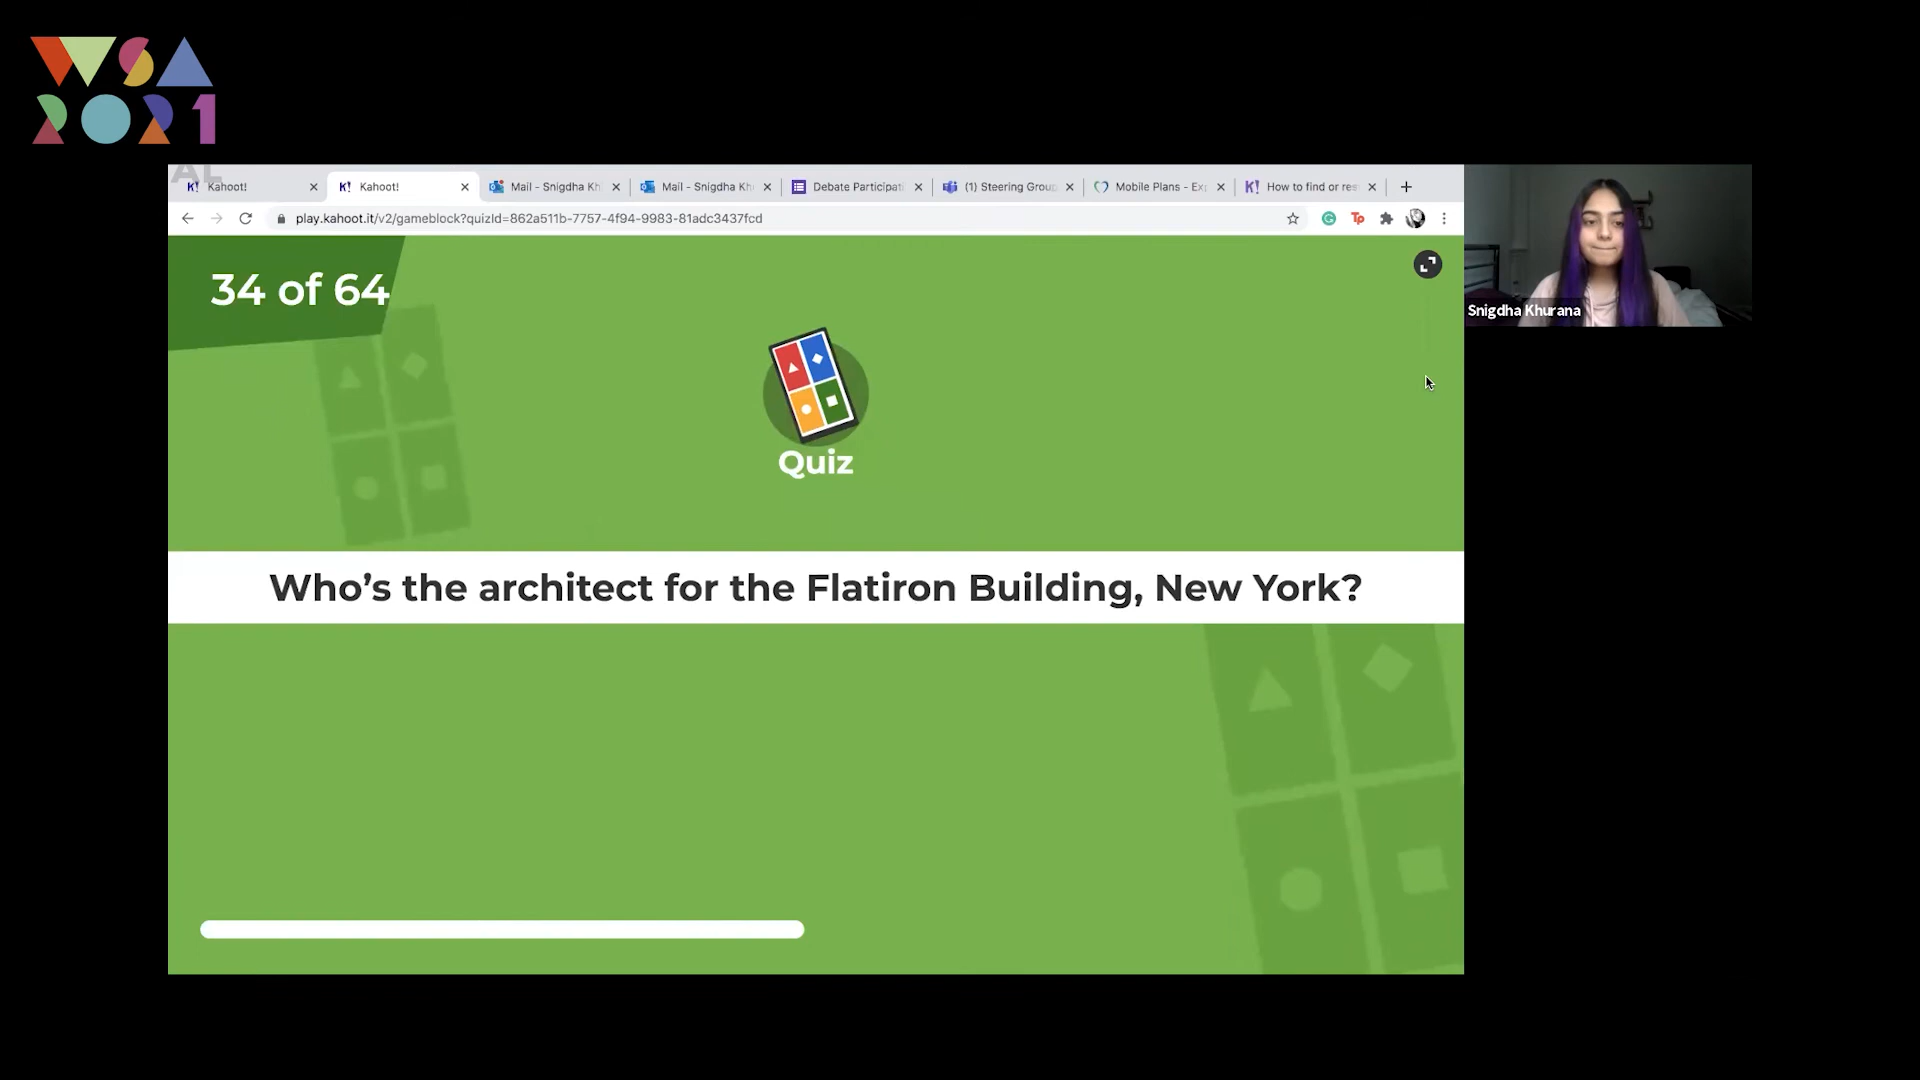 WSA
2021
AL
Kahoot!
Kahoot!
Mail - Snigdha Kh
Mail - Snigdha Kh
Debate Participati
(1) Steering Group
Mobile Plans - Ex
How to find or res
play.kahoot.it/v2/gameblock?quizId=862a511b-7757-4f94-9983-81adc3437fcd
34 of 64
Quiz
Snigdha Khurana
Who's the architect for the Flatiron Building, New York?